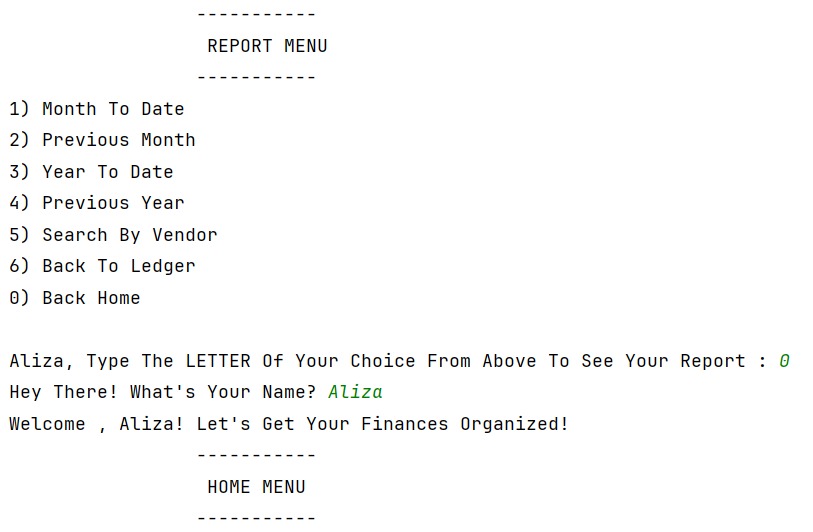 -----------
REPORT MENU
-----------
1) Month To Date
2) Previous Month
3) Year To Date
4) Previous Year
5) Search By Vendor
6) Back To Ledger
0) Back Home
Aliza, Type The LETTER Of Your Choice From Above To See Your Report : 0
Hey There! What's Your Name? Aliza
Welcome , Aliza! Let's Get Your Finances Organized!
-----------
HOME MENU
-----------